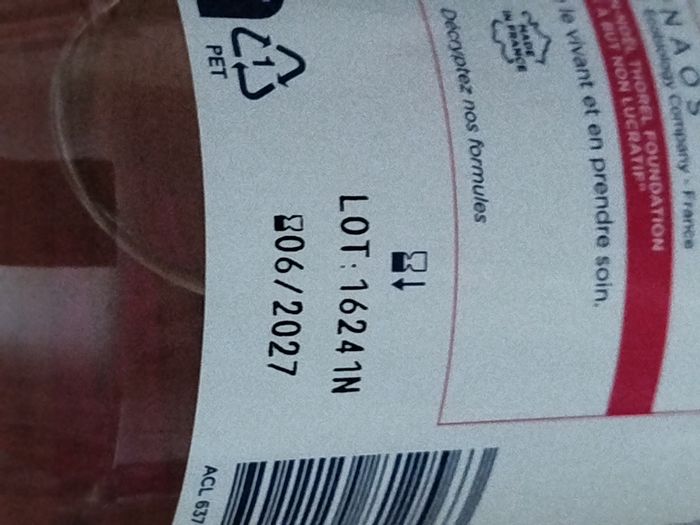 NAOS
Ecobiology Company - France
THOREL FOUNDATION
À BUT NON LUCRATIF"
le vivant et en prendre soin.
MADE
IN FRANCE
Décryptez nos formules
LOT:16241N
06/2027
1
PET
ACL 637